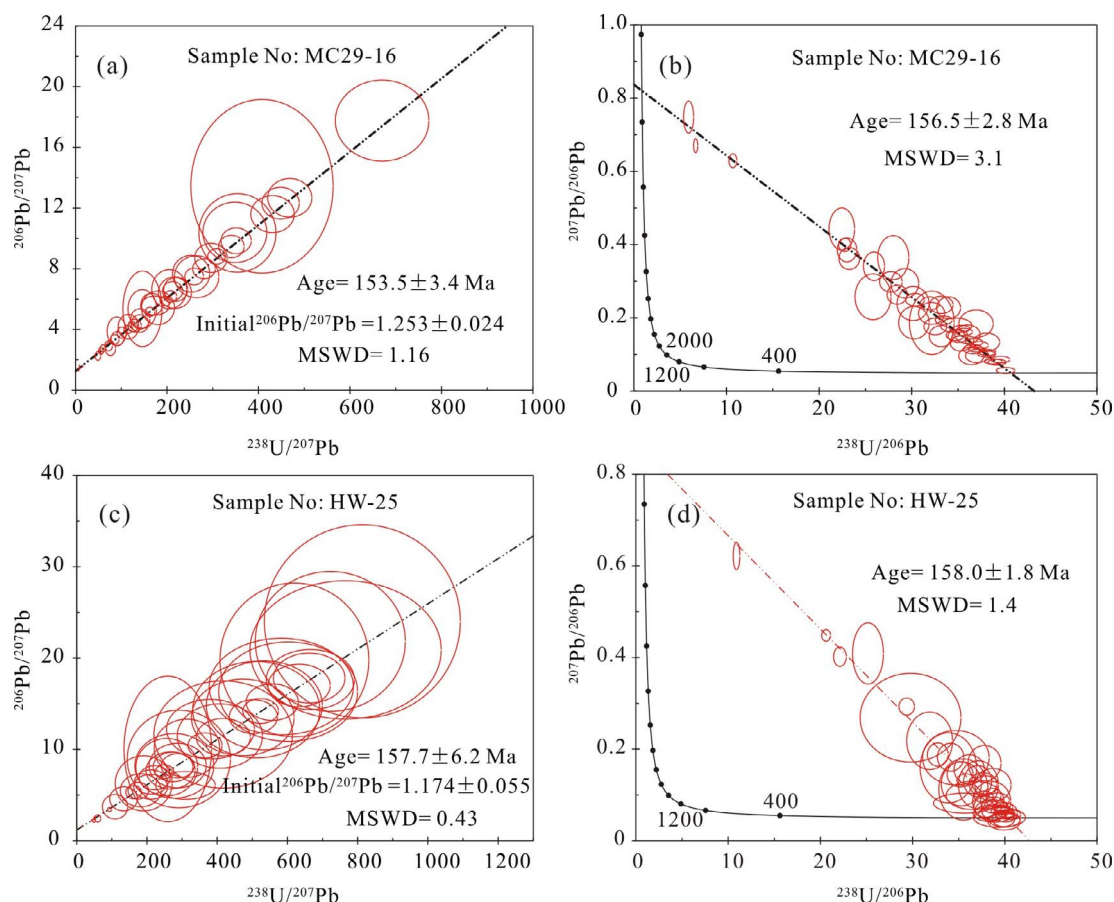 (a)
Sample No: MC29-16
24
20
16
12
8
4
0
206Pb/207Pb
Age= 153.5±3.4 Ma
Initial206Pb/207Pb =1.253±0.024
MSWD= 1.16
0 200 400 600 800 1000
238U/207Pb
(b)
Sample No: MC29-16
1.0
0.8
0.6
0.4
0.2
0
207Pb/206Pb
Age= 156.5±2.8 Ma
MSWD= 3.1
2000
400
1200
0 10 20 30 40 50
238U/206Pb
(c)
Sample No: HW-25
40
30
20
10
0
206Pb/207Pb
Age= 157.7±6.2 Ma
Initial206Pb/207Pb =1.174±0.055
MSWD= 0.43
0 200 400 600 800 1000 1200
238U/207Pb
(d)
Sample No: HW-25
0.8
0.6
0.4
0.2
0
207Pb/206Pb
Age= 158.0±1.8 Ma
MSWD= 1.4
400
1200
0 10 20 30 40 50
238U/206Pb